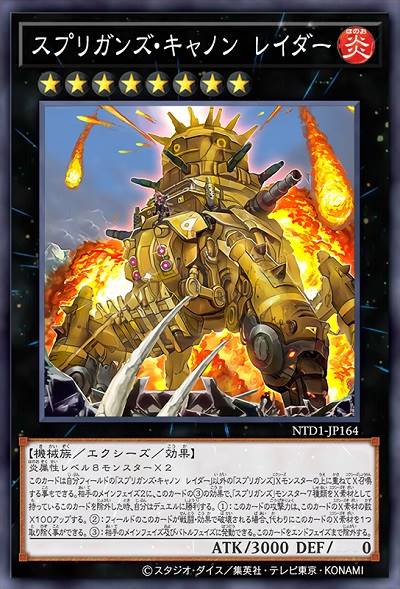 スプリガンズ・キャノン レイダー
ほのお
炎
NTD1-JP164
【機械族/エクシーズ/効果】
炎属性レベル8モンスター×2
このカードは自分フィールドの「スプリガンズ・キャノン レイダー」以外の「スプリガンズ」Xモンスターの上に重ねてX召喚
する事もできる。相手のメインフェイズ2に、このカードの③の効果で、「スプリガンズ」モンスター7種類をX素材として
持っているこのカードを除外した時、自分はデュエルに勝利する。①:このカードの攻撃力は、このカードのX素材の数
×100アップする。②:フィールドのこのカードが戦闘・効果で破壊される場合、代わりにこのカードのX素材を1つ
取り除く事ができる。③:相手のメインフェイズ及びバトルフェイズに発動できる。このカードをエンドフェイズまで除外する。
ATK/3000 DEF/ 0
©スタジオ・ダイス/集英社・テレビ東京・KONAMI